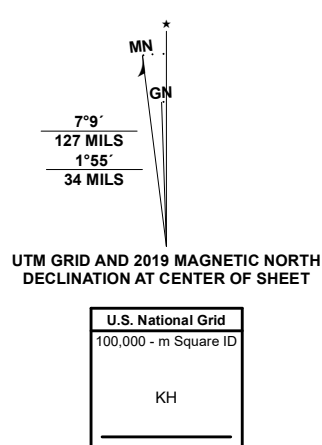 ★
MN
GN
7°9´
127 MILS
1°55´
34 MILS
UTM GRID AND 2019 MAGNETIC NORTH
DECLINATION AT CENTER OF SHEET
U.S. National Grid
100,000 - m Square ID
KH